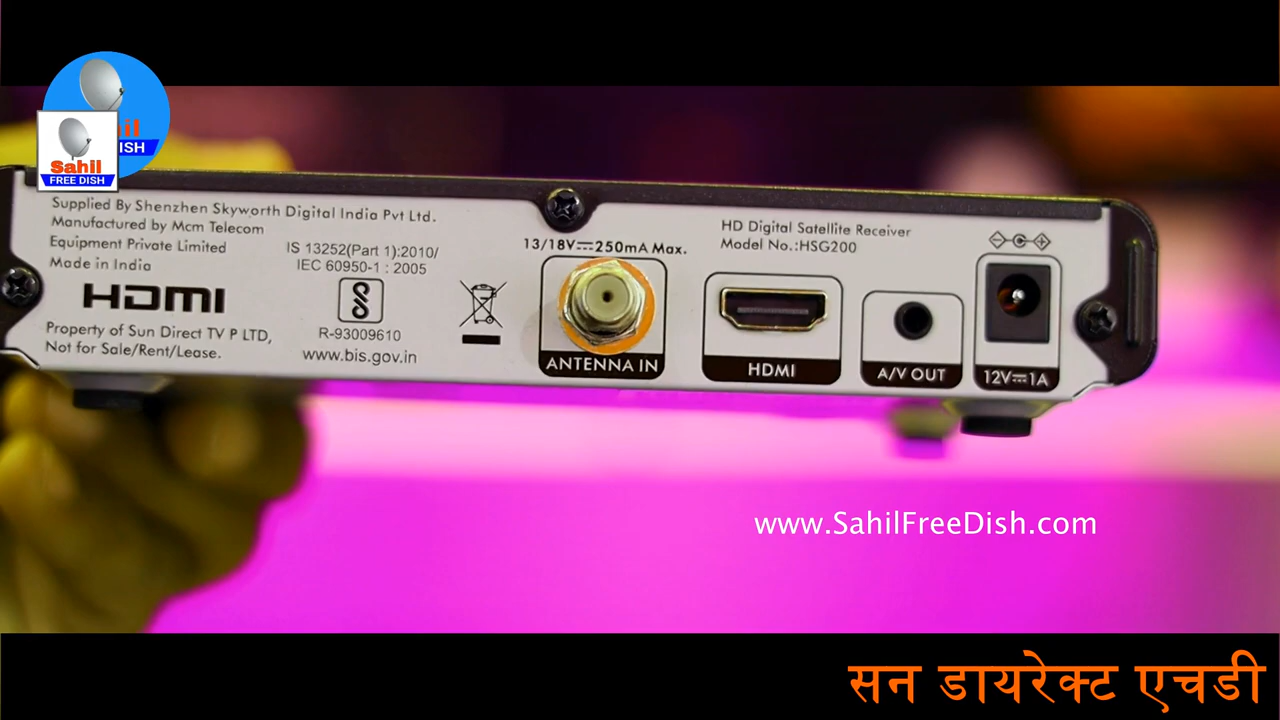 hil
ISH
Sahil
FREE DISH
Supplied By Shenzhen Skyworth Digital India Pvt Ltd.
Manufactured by Mcm Telecom
Equipment Private Limited
Made in India
HDMI
Property of Sun Direct TV P LTD,
Not for Sale/Rent/Lease.
IS 13252(Part 1):2010/
IEC 60950-1 : 2005
R-93009610
www.bis.gov.in
13/18V⎓250mA Max.
ANTENNA IN
HD Digital Satellite Receiver
Model No.:HSG200
HDMI
A/V OUT
12V⎓1A
www.SahilFreeDish.com
सन डायरेक्ट एचडी